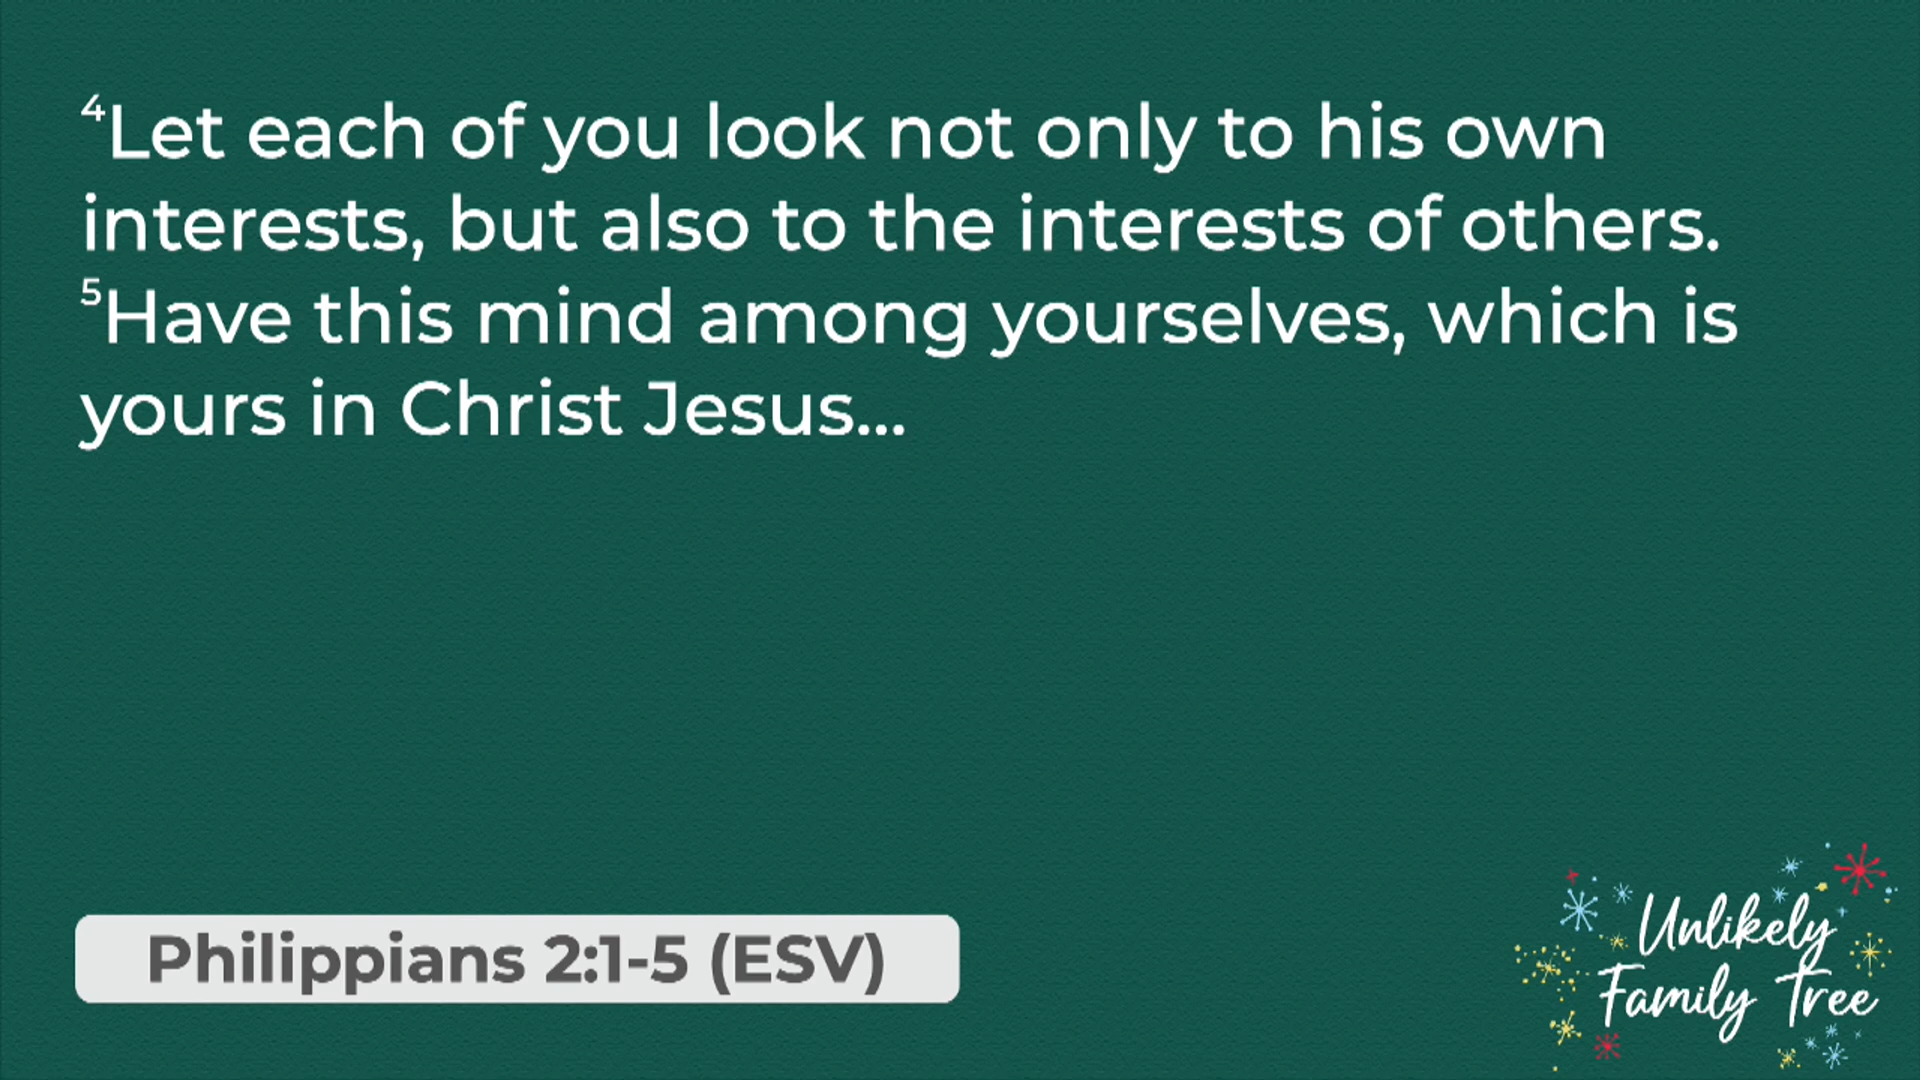 ⁴Let each of you look not only to his own
interests, but also to the interests of others.
⁵Have this mind among yourselves, which is
yours in Christ Jesus...
Philippians 2:1-5 (ESV)
Unlikely
Family Tree